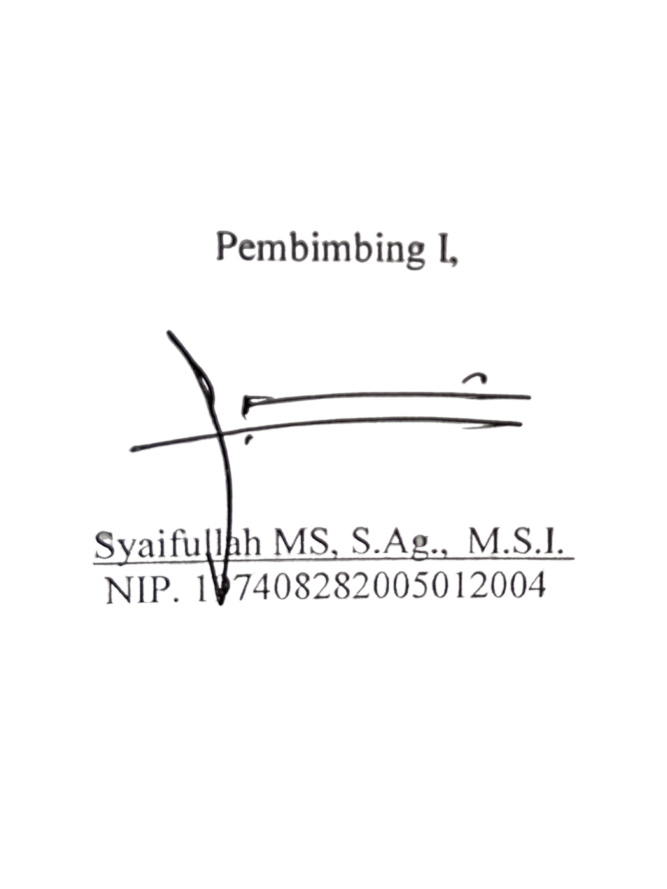 Pembimbing I,
Syaifullah MS, S.Ag., M.S.I.
NIP.